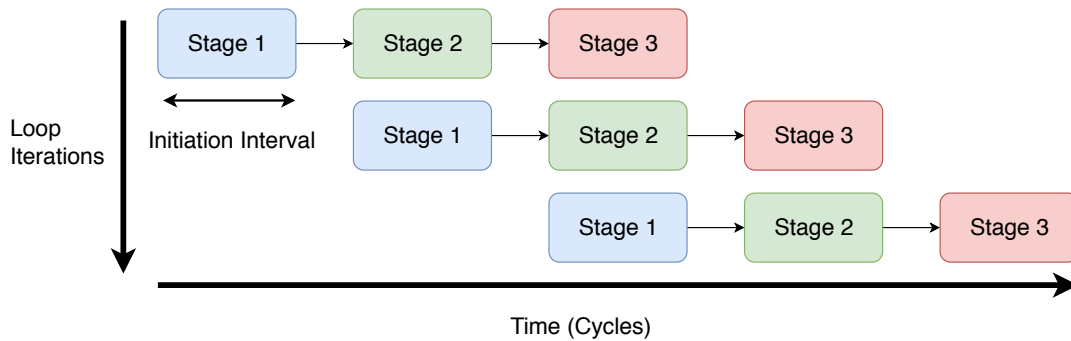 Stage 1
Stage 2
Stage 3
Loop
Iterations
Initiation Interval
Stage 1
Stage 2
Stage 3
Stage 1
Stage 2
Stage 3
Time (Cycles)